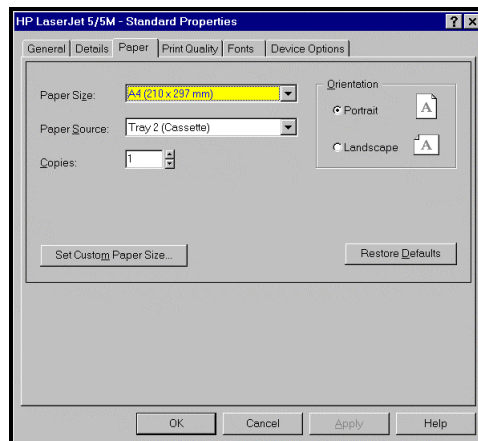 HP LaserJet 5/5M - Standard Properties
General Details Paper Print Quality Fonts Device Options
Paper Size: A4 (210 x 297 mm)
Paper Source: Tray 2 (Cassette)
Copies: 1
Orientation
Portrait A
Landscape A
Set Custom Paper Size... Restore Defaults
OK Cancel Apply Help